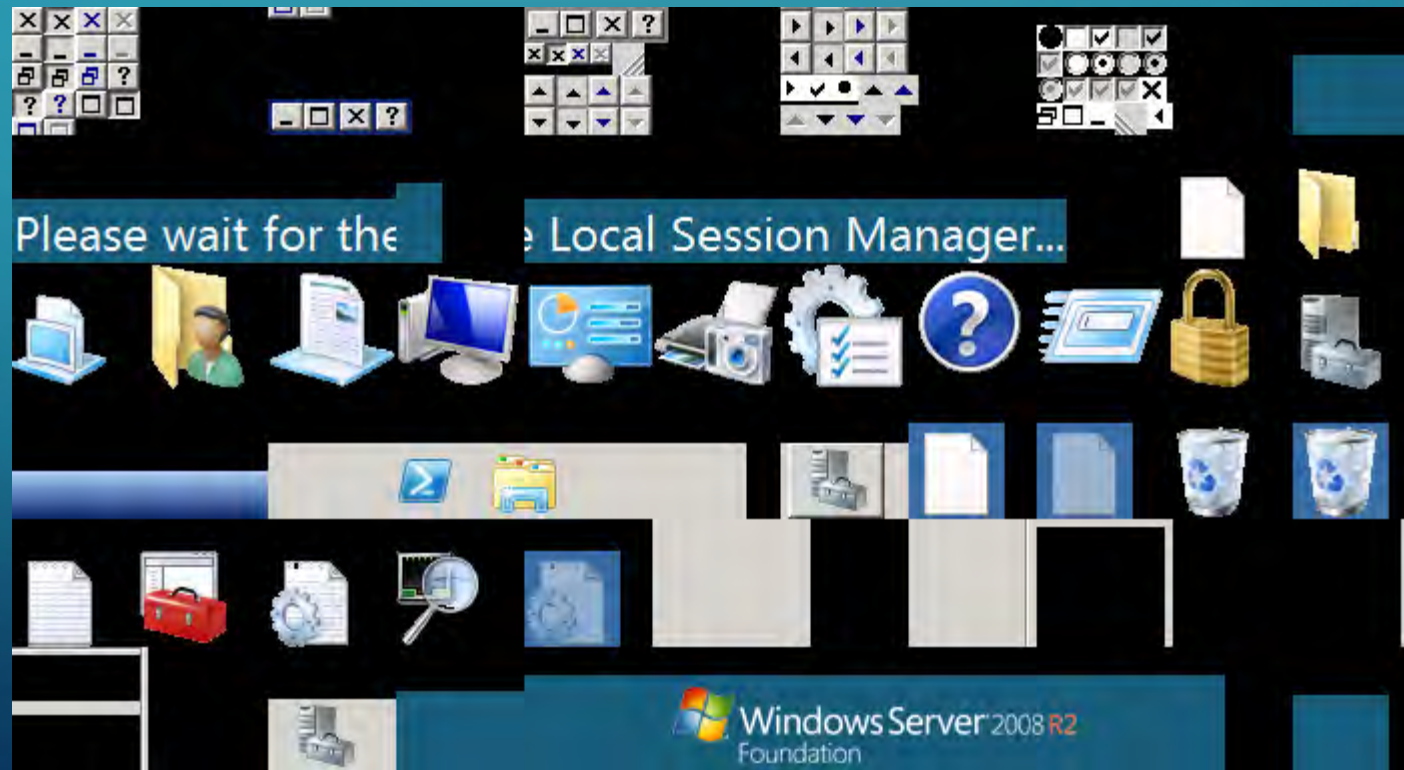 Please wait for the e Local Session Manager...
Windows Server 2008 R2
Foundation